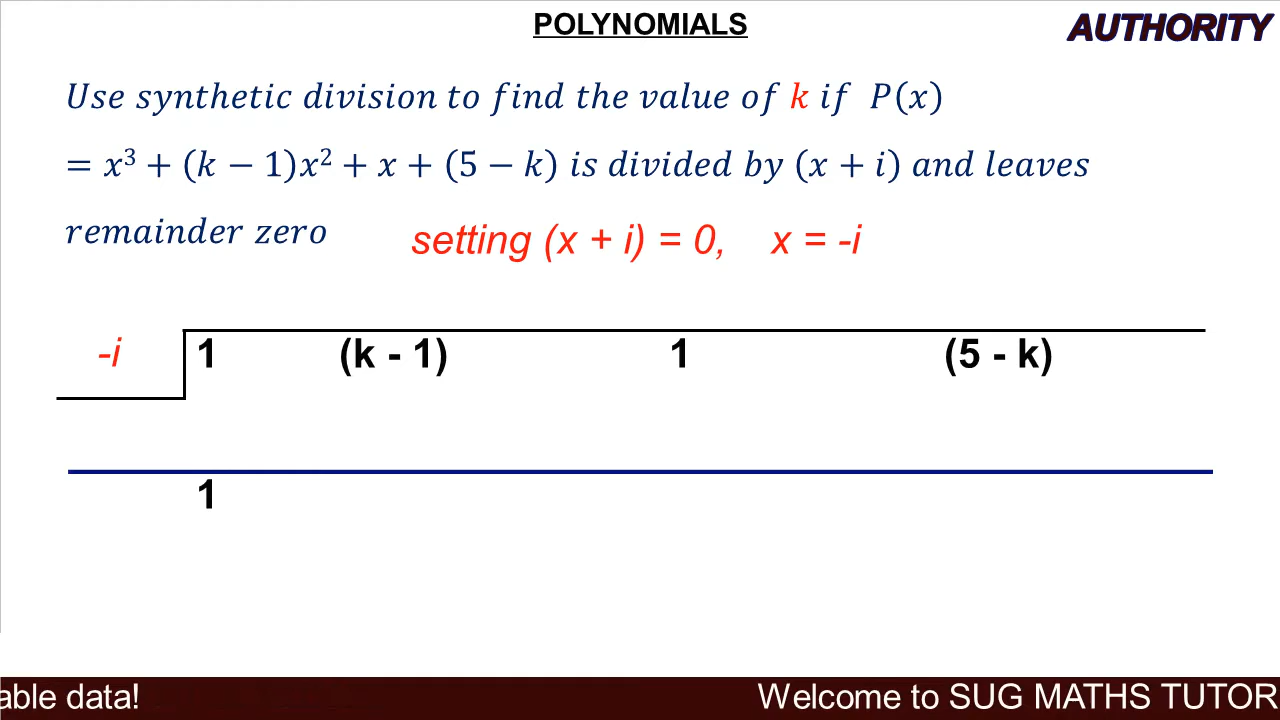 POLYNOMIALS
AUTHORITY
Use synthetic division to find the value of k if P(x)
= x³ + (k − 1)x² + x + (5 − k) is divided by (x + i) and leaves
remainder zero
setting (x + i) = 0, x = -i
-i 1 (k - 1) 1 (5 - k)
1
able data! Welcome to SUG MATHS TUTOR